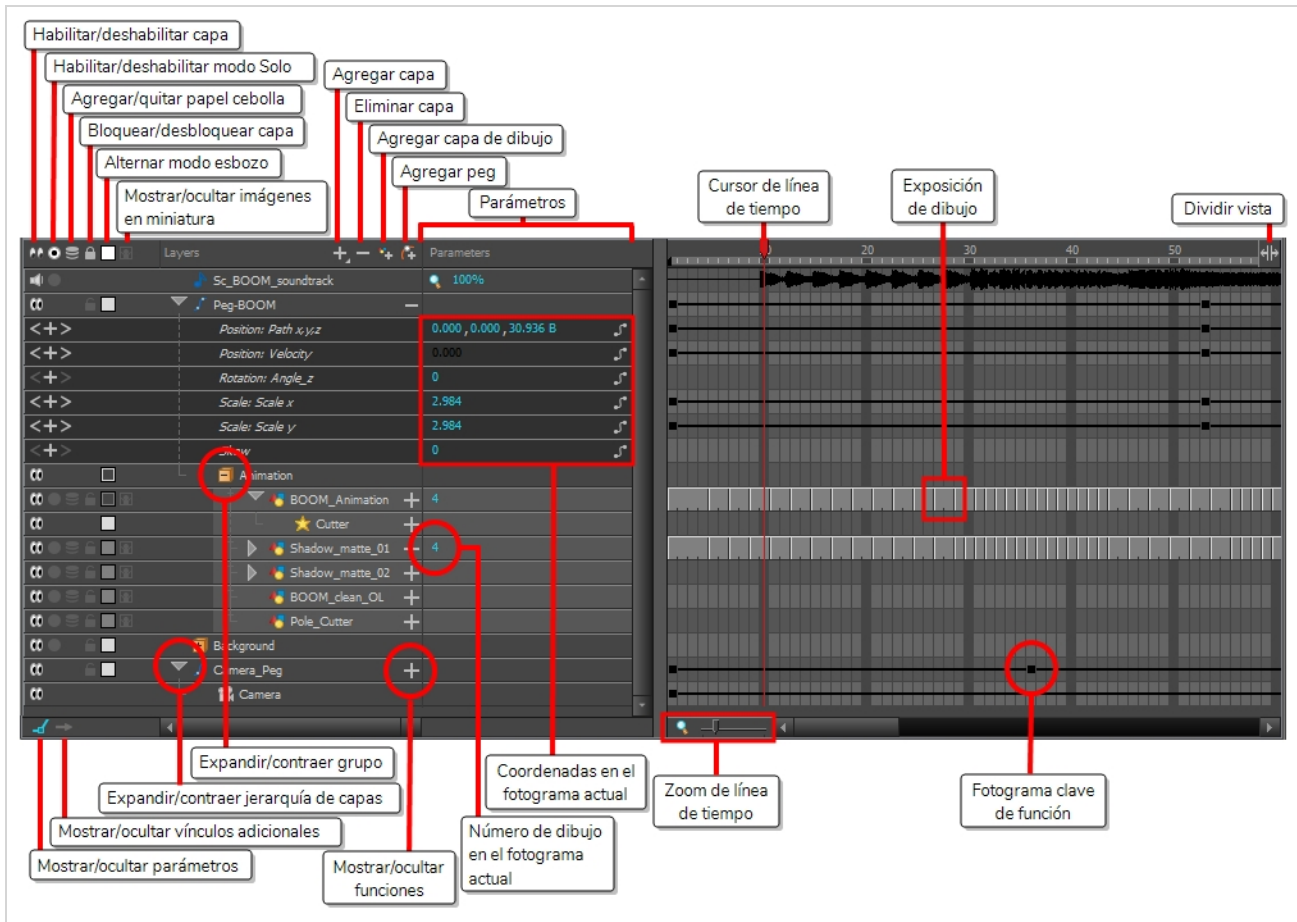 Habilitar/deshabilitar capa
Habilitar/deshabilitar modo Solo
Agregar/quitar papel cebolla
Bloquear/desbloquear capa
Alternar modo esbozo
Mostrar/ocultar imágenes
en miniatura
Agregar capa
Eliminar capa
Agregar capa de dibujo
Agregar peg
Parámetros
Cursor de línea
de tiempo
Exposición
de dibujo
Dividir vista
Layers
Parameters
20
30
40
50
Sc_BOOM_soundtrack
100%
Peg-BOOM
Position: Path x,y,z
0.000 , 0.000 , 30.936 B
Position: Velocity
0.000
Rotation: Angle_z
0
Scale: Scale x
2.984
Scale: Scale y
2.984
Skew
0
Animation
BOOM_Animation
4
Cutter
Shadow_matte_01
4
Shadow_matte_02
BOOM_clean_OL
Pole_Cutter
Background
Camera_Peg
Camera
Expandir/contraer grupo
Expandir/contraer jerarquía de capas
Mostrar/ocultar vínculos adicionales
Mostrar/ocultar parámetros
Mostrar/ocultar
funciones
Coordenadas en el
fotograma actual
Número de dibujo
en el fotograma
actual
Zoom de línea
de tiempo
Fotograma clave
de función